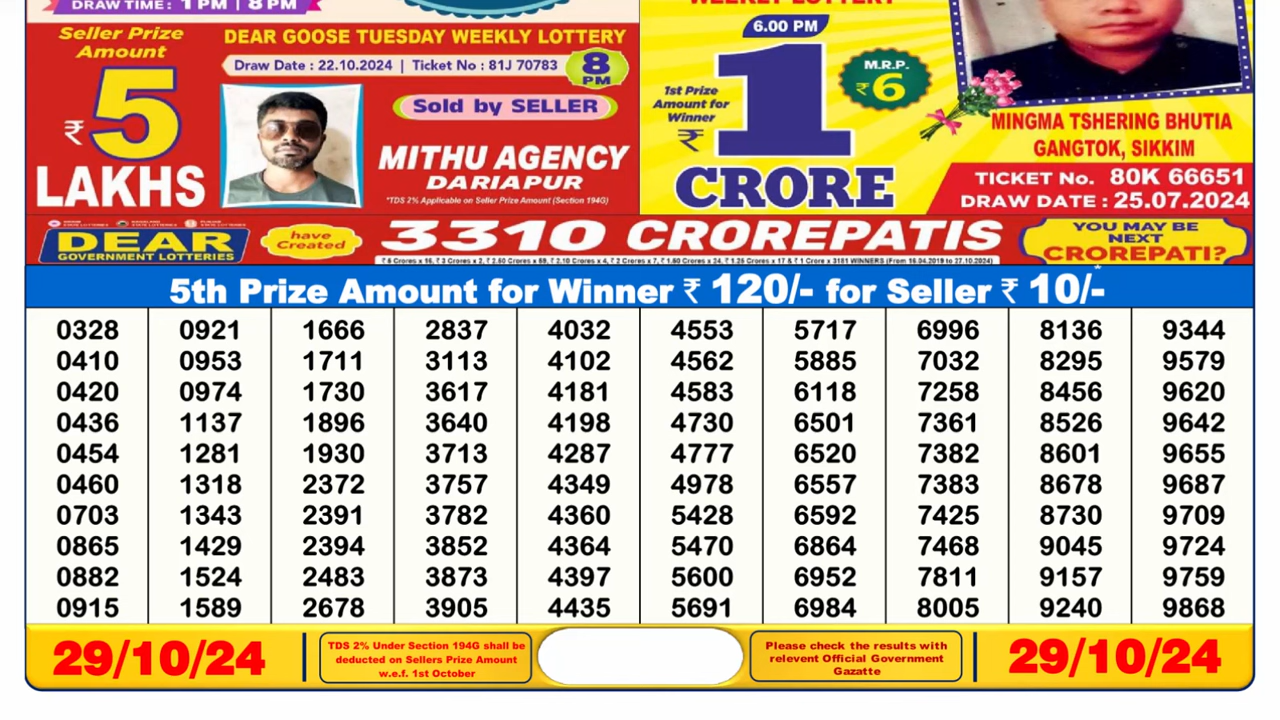 DRAW TIME : 1 PM | 8 PM
Seller Prize
Amount
₹ 5
LAKHS
DEAR GOOSE TUESDAY WEEKLY LOTTERY
Draw Date : 22.10.2024 | Ticket No : 81J 70783
8
PM
Sold by SELLER
MITHU AGENCY
DARIAPUR
*TDS 2% Applicable on Seller Prize Amount (Section 194G)
WEEKLY LOTTERY
6.00 PM
1st Prize
Amount for
Winner
₹ 1
CRORE
M.R.P.
₹ 6
MINGMA TSHERING BHUTIA
GANGTOK, SIKKIM
TICKET No. 80K 66651
DRAW DATE : 25.07.2024
DEAR
GOVERNMENT LOTTERIES
have
Created
3310 CROREPATIS
YOU MAY BE
NEXT
CROREPATI?
5th Prize Amount for Winner ₹ 120/- for Seller ₹ 10/-*
0328 0921 1666 2837 4032 4553 5717 6996 8136 9344
0410 0953 1711 3113 4102 4562 5885 7032 8295 9579
0420 0974 1730 3617 4181 4583 6118 7258 8456 9620
0436 1137 1896 3640 4198 4730 6501 7361 8526 9642
0454 1281 1930 3713 4287 4777 6520 7382 8601 9655
0460 1318 2372 3757 4349 4978 6557 7383 8678 9687
0703 1343 2391 3782 4360 5428 6592 7425 8730 9709
0865 1429 2394 3852 4364 5470 6864 7468 9045 9724
0882 1524 2483 3873 4397 5600 6952 7811 9157 9759
0915 1589 2678 3905 4435 5691 6984 8005 9240 9868
29/10/24
TDS 2% Under Section 194G shall be
deducted on Sellers Prize Amount
w.e.f. 1st October
Please check the results with
relevent Official Government
Gazatte
29/10/24